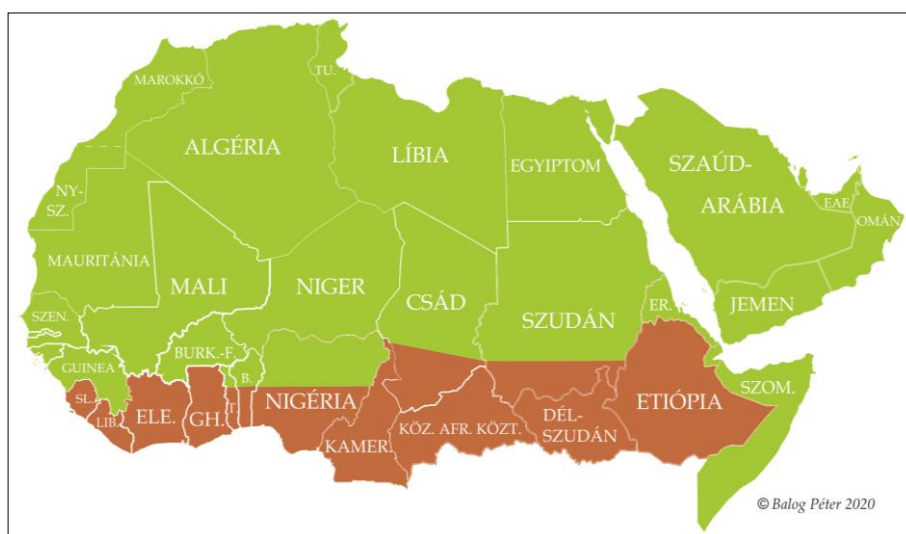 MAROKKÓ
TU.
ALGÉRIA
LÍBIA
EGYIPTOM
SZAÚD-
ARÁBIA
EAE
OMÁN
NY-
SZ.
MAURITÁNIA
MALI
NIGER
CSÁD
SZUDÁN
ER.
JEMEN
SZEN.
BURK.-F.
GUINEA
B.
SZOM.
SL.
LIB.
ELE.
GH.
T.
NIGÉRIA
KAMER.
KÖZ. AFR. KÖZT.
DÉL-
SZUDÁN
ETIÓPIA
© Balog Péter 2020